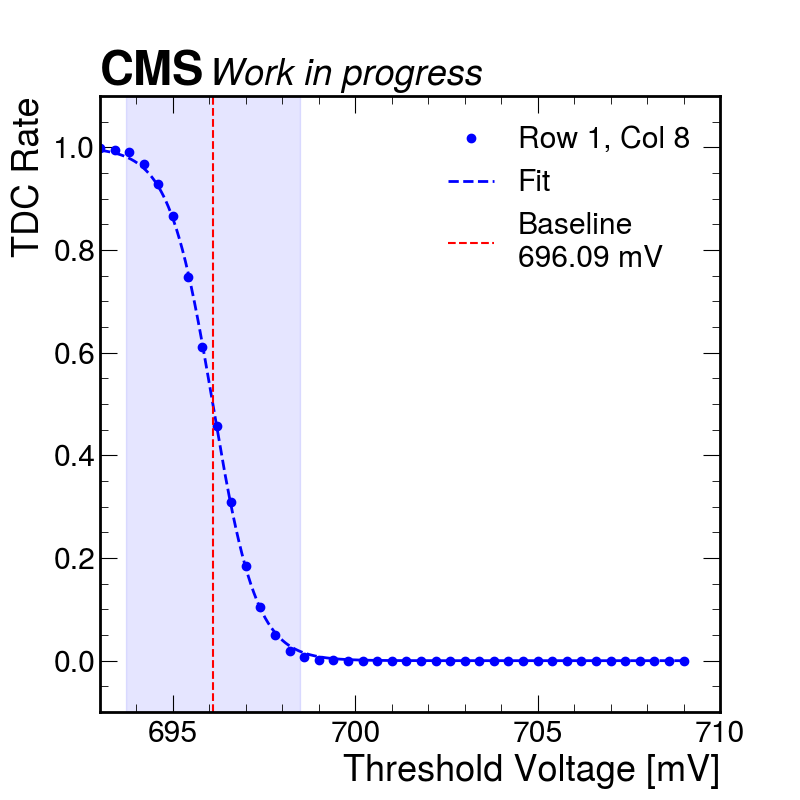 CMS Work in progress
TDC Rate
1.0
0.8
0.6
0.4
0.2
0.0
Row 1, Col 8
Fit
Baseline
696.09 mV
695
700
705
710
Threshold Voltage [mV]